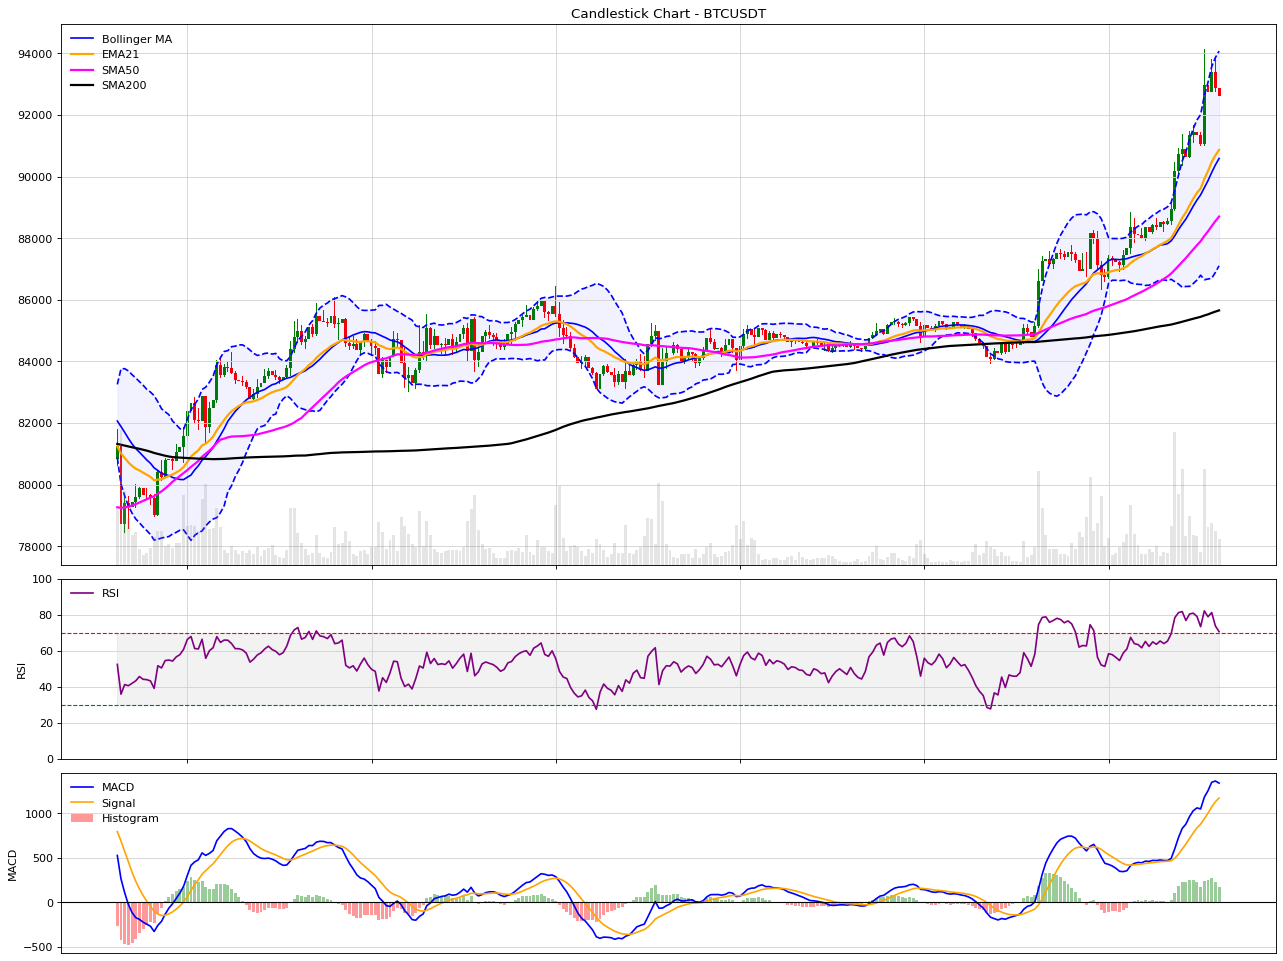 Candlestick Chart - BTCUSDT
Bollinger MA
EMA21
SMA50
SMA200
94000
92000
90000
88000
86000
84000
82000
80000
78000
RSI
100
80
60
40
20
0
RSI
MACD
Signal
Histogram
1000
500
0
−500
MACD